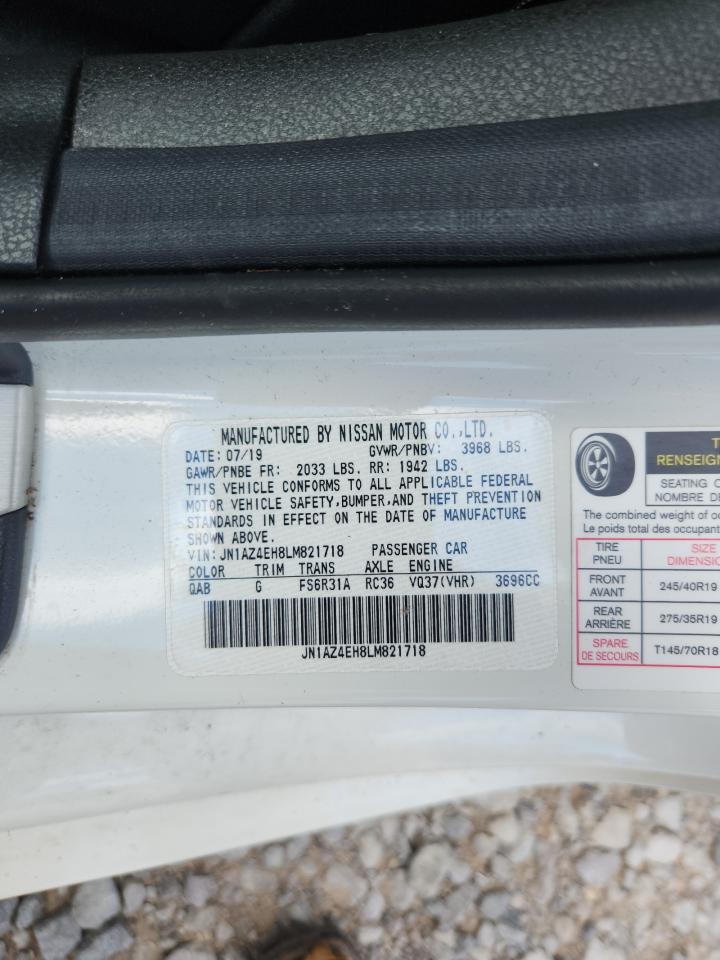 MANUFACTURED BY NISSAN MOTOR CO.,LTD.
DATE: 07/19 GVWR/PNBV: 3968 LBS.
GAWR/PNBE FR: 2033 LBS. RR: 1942 LBS.
THIS VEHICLE CONFORMS TO ALL APPLICABLE FEDERAL
MOTOR VEHICLE SAFETY,BUMPER,AND THEFT PREVENTION
STANDARDS IN EFFECT ON THE DATE OF MANUFACTURE
SHOWN ABOVE.
VIN: JN1AZ4EH8LM821718 PASSENGER CAR
COLOR TRIM TRANS AXLE ENGINE
QAB G FS6R31A RC36 VQ37(VHR) 3696CC
JN1AZ4EH8LM821718
RENSEIGN
SEATING
NOMBRE
The combined weight of
Le poids total des occupant
TIRE SIZE
PNEU DIMENSI
FRONT
AVANT 245/40R19
REAR
ARRIÈRE 275/35R19
SPARE
DE SECOURS T145/70R18